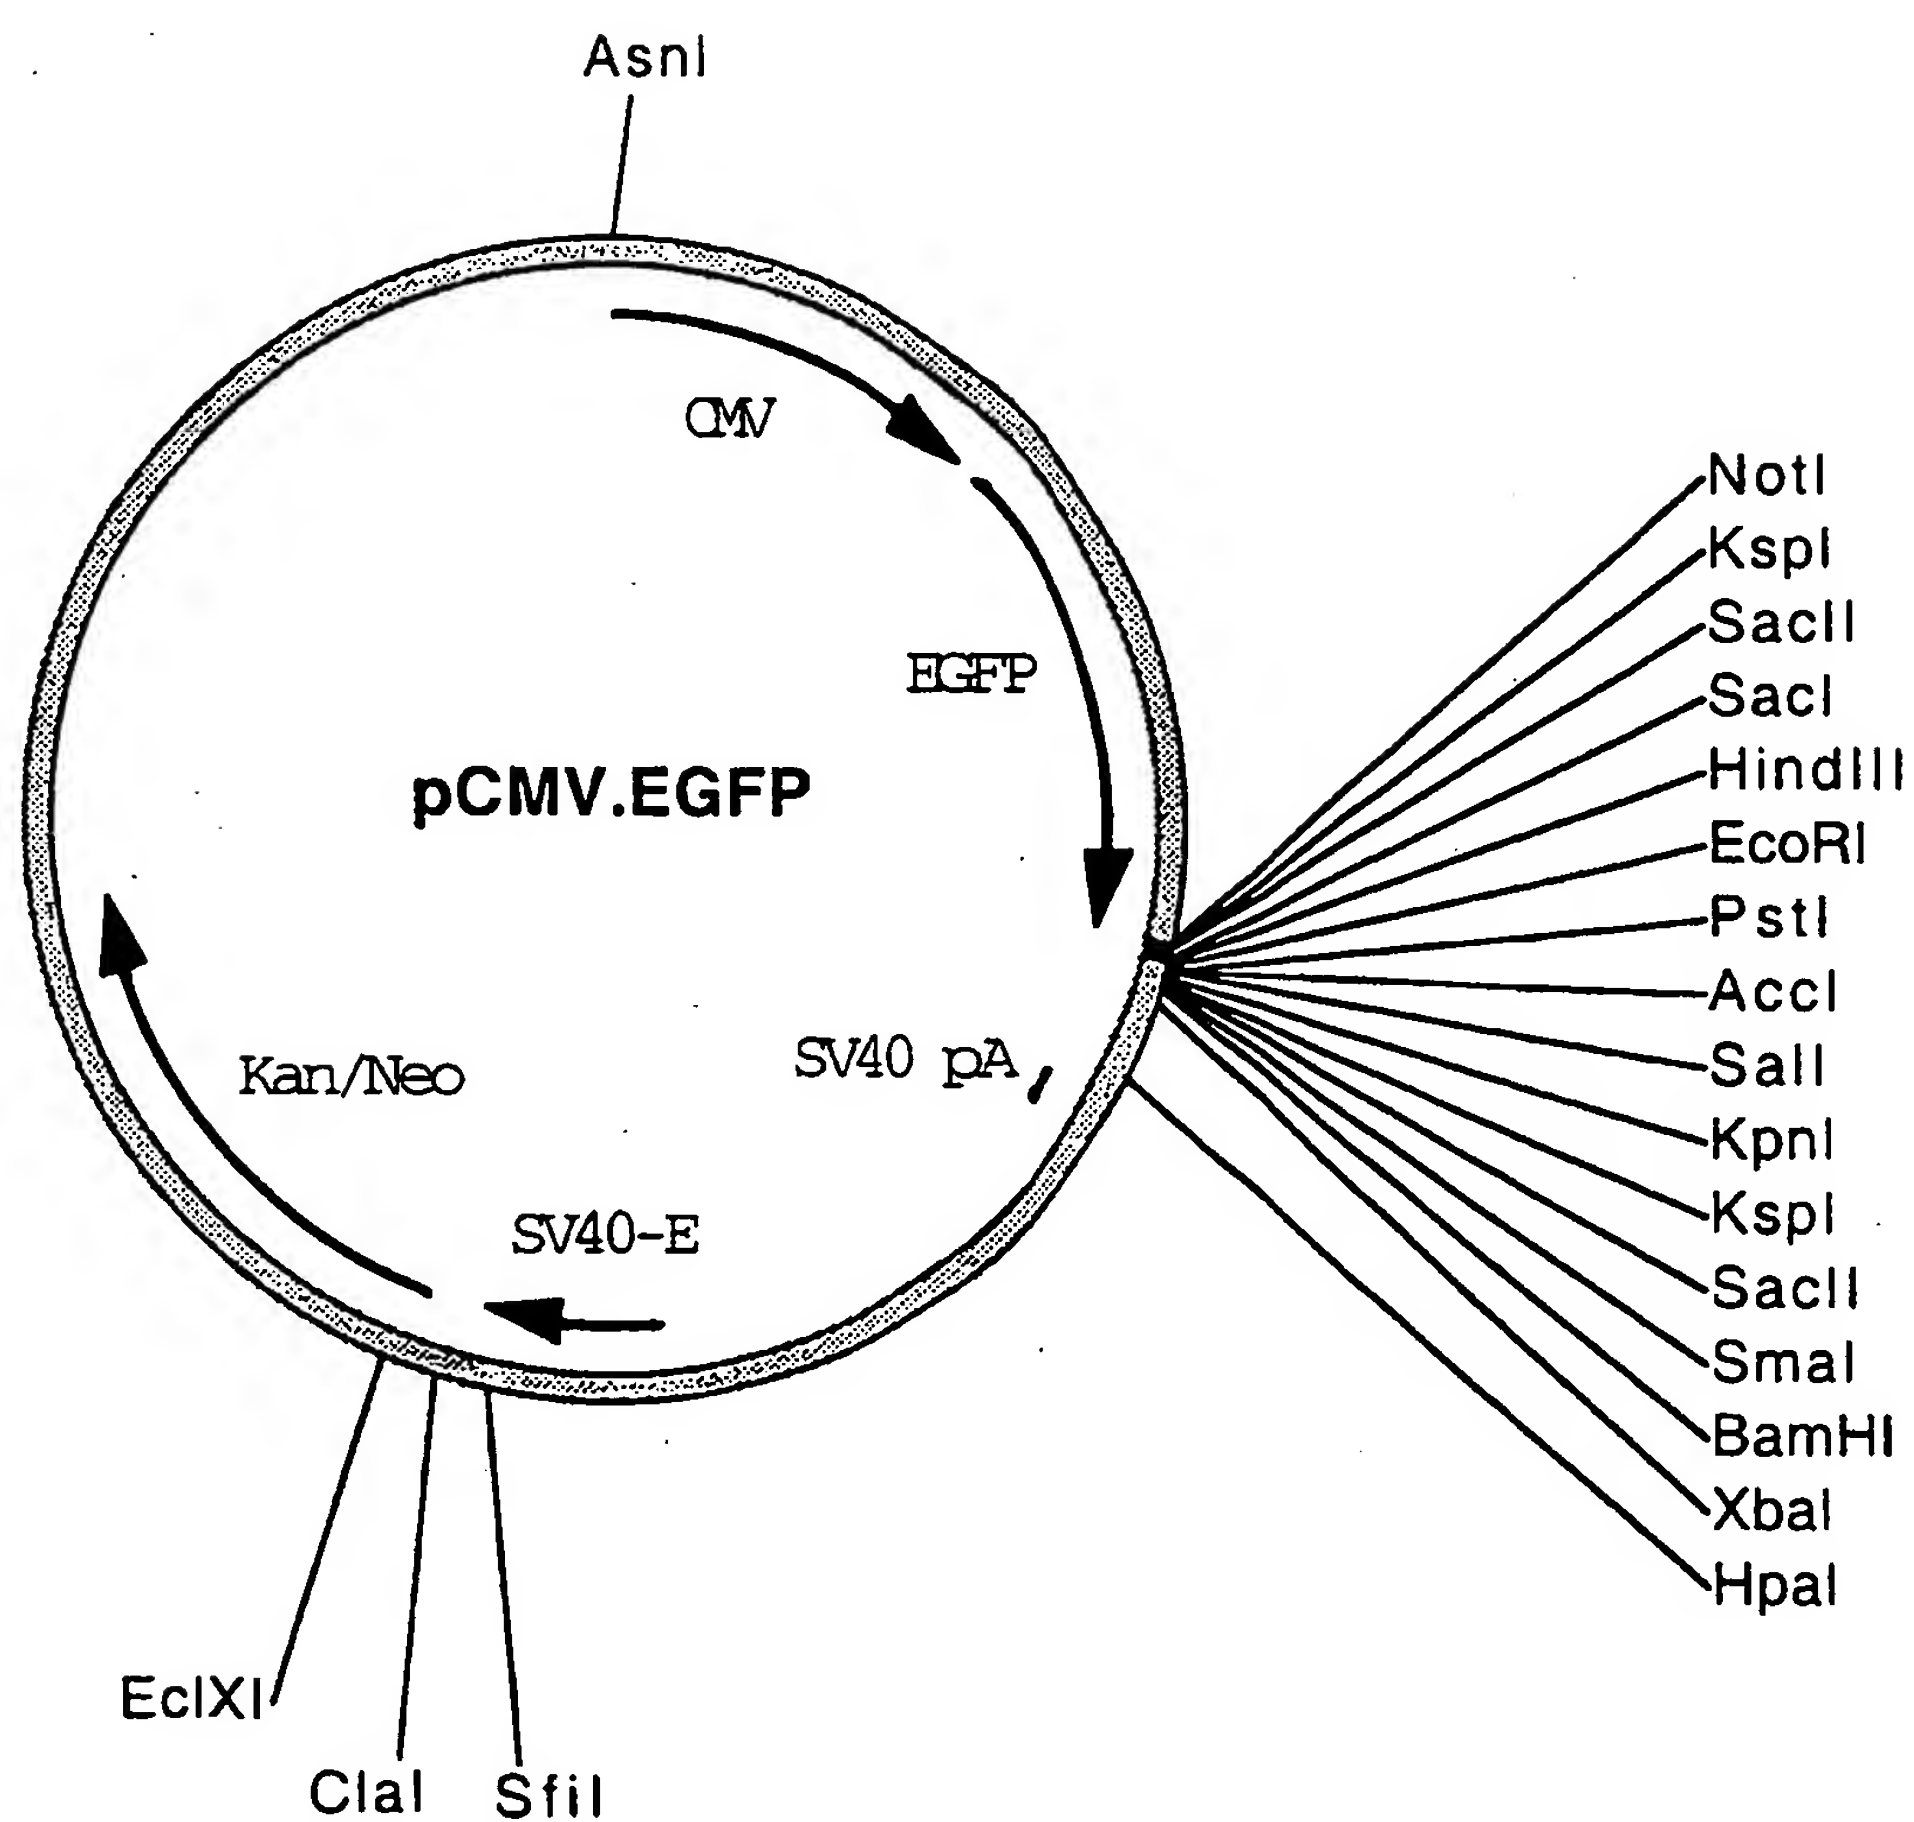 AsnI
CMV
NotI
KspI
SacII
EGFP
SacI
HindIII
pCMV.EGFP
EcoRI
PstI
AccI
SV40 pA
Kan/Neo
SalI
KpnI
KspI
SV40-E
SacII
SmaI
BamHI
XbaI
HpaI
EclXI
ClaI
SfiI